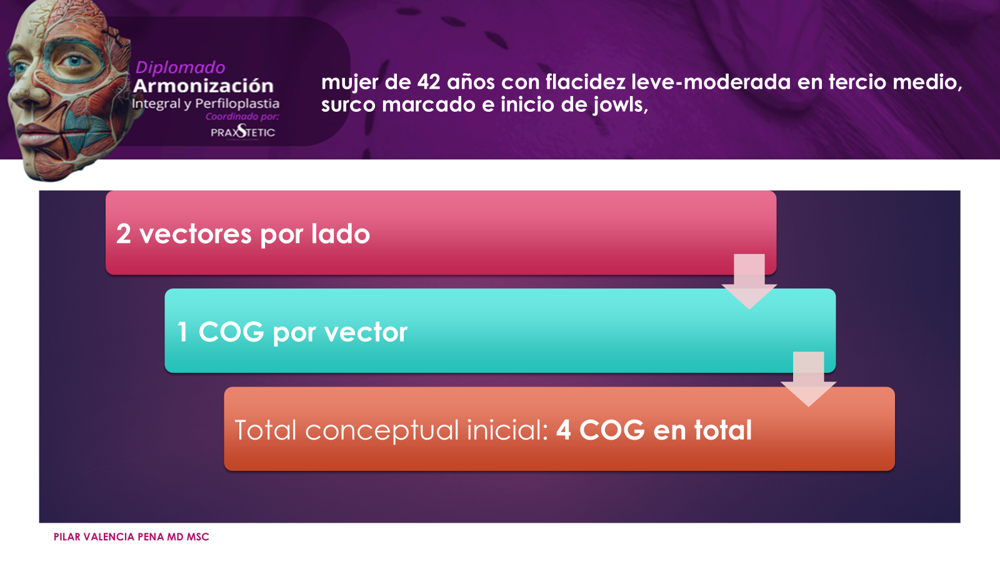 Diplomado
Armonización
Integral y Perfiloplastia
Coordinado por:
PRAXSTETIC
mujer de 42 años con flacidez leve-moderada en tercio medio,
surco marcado e inicio de jowls,
2 vectores por lado
1 COG por vector
Total conceptual inicial: 4 COG en total
PILAR VALENCIA PENA MD MSC